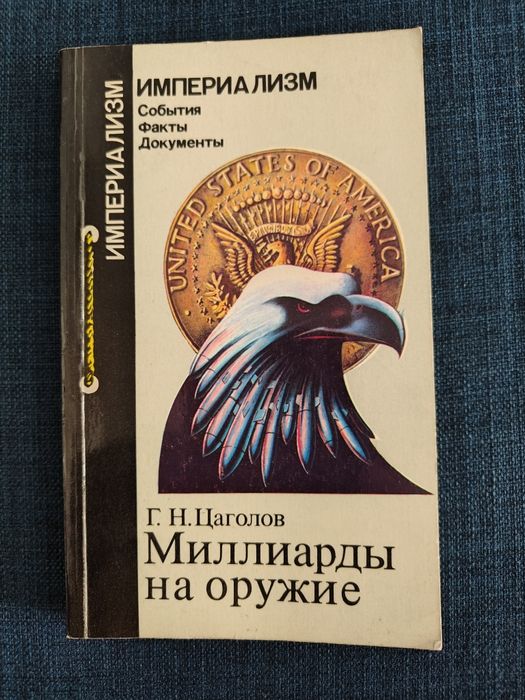 ИМПЕРИАЛИЗМ
ИМПЕРИАЛИЗМ
События
Факты
Документы
UNITED STATES OF AMERICA
Г. Н. Цаголов
Миллиарды
на оружие